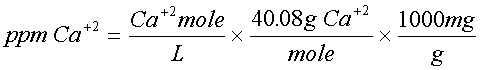 ppm Ca⁺² = Ca⁺² mole / L × 40.08g Ca⁺² / mole × 1000mg / g